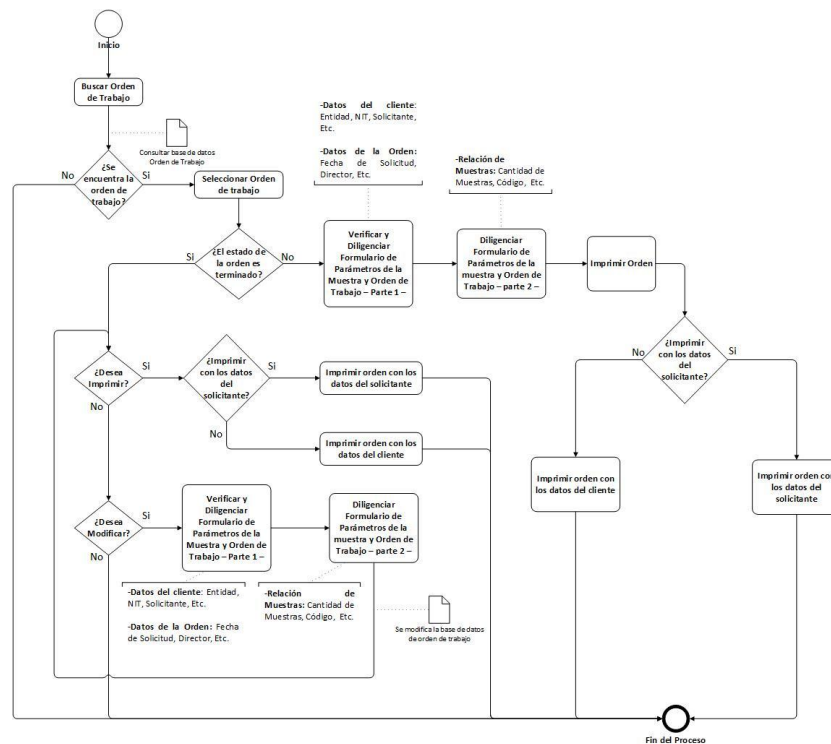 Inicio
Buscar Orden
de Trabajo
Consultar base de datos
Orden de Trabajo
¿Se
encuentra la
orden de
trabajo?
No
Si
Seleccionar Orden
de trabajo
-Datos del cliente:
Entidad, NIT, Solicitante,
Etc.
-Datos de la Orden:
Fecha de Solicitud,
Director, Etc.
-Relación de
Muestras: Cantidad de
Muestras, Código, Etc.
¿El estado de
la orden es
terminado?
Si
No
Verificar y
Diligenciar
Formulario de
Parámetros de la
Muestra y Orden de
Trabajo – Parte 1 –
Diligenciar
Formulario de
Parámetros de la
muestra y Orden de
Trabajo – parte 2 –
Imprimir Orden
¿Imprimir
con los datos
del
solicitante?
No
Si
¿Desea
Imprimir?
Si
No
¿Imprimir
con los datos
del
solicitante?
Si
No
Imprimir orden con los
datos del solicitante
Imprimir orden con los
datos del cliente
Imprimir orden con
los datos del cliente
Imprimir orden con
los datos del
solicitante
¿Desea
Modificar?
Si
No
Verificar y
Diligenciar
Formulario de
Parámetros de la
Muestra y Orden de
Trabajo – Parte 1 –
Diligenciar
Formulario de
Parámetros de la
muestra y Orden de
Trabajo – parte 2 –
-Datos del cliente: Entidad,
NIT, Solicitante, Etc.
-Datos de la Orden: Fecha
de Solicitud, Director, Etc.
-Relación de
Muestras: Cantidad de
Muestras, Código, Etc.
Se modifica la base de datos
de orden de trabajo
Fin del Proceso